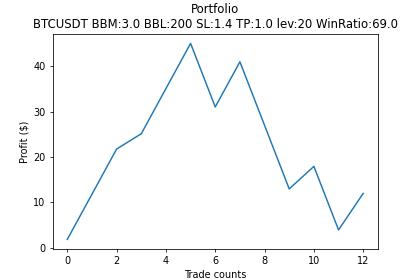 Portfolio
BTCUSDT BBM:3.0 BBL:200 SL:1.4 TP:1.0 lev:20 WinRatio:69.0
40
30
20
10
0
Profit ($)
0 2 4 6 8 10 12
Trade counts